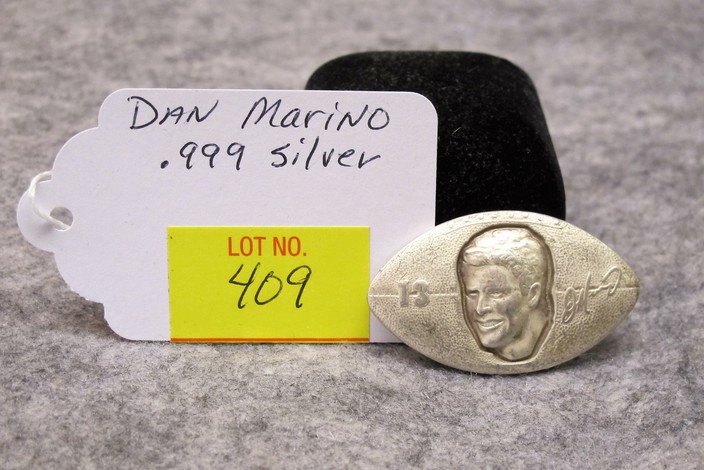 DAN Marino
.999 silver
LOT NO.
409
13